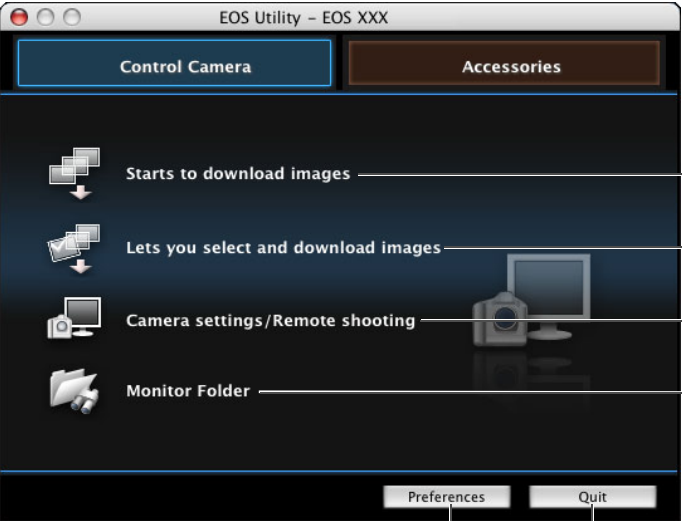 EOS Utility – EOS XXX
Control Camera
Accessories
Starts to download images
Lets you select and download images
Camera settings/Remote shooting
Monitor Folder
Preferences
Quit